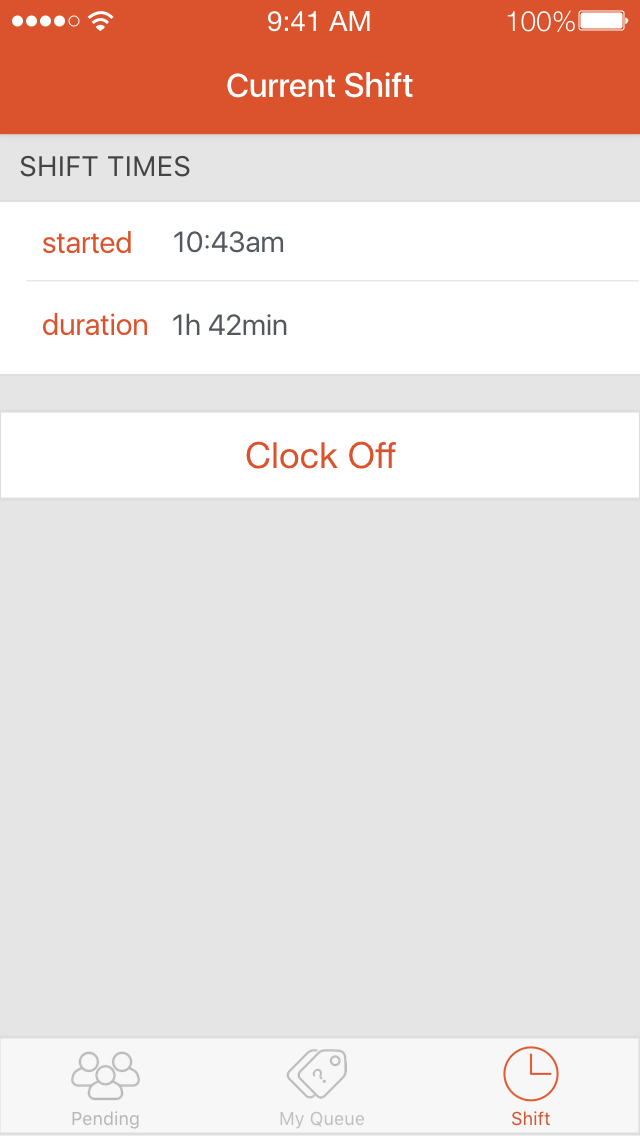 9:41 AM 100%
Current Shift
SHIFT TIMES
started 10:43am
duration 1h 42min
Clock Off
?
Pending My Queue Shift